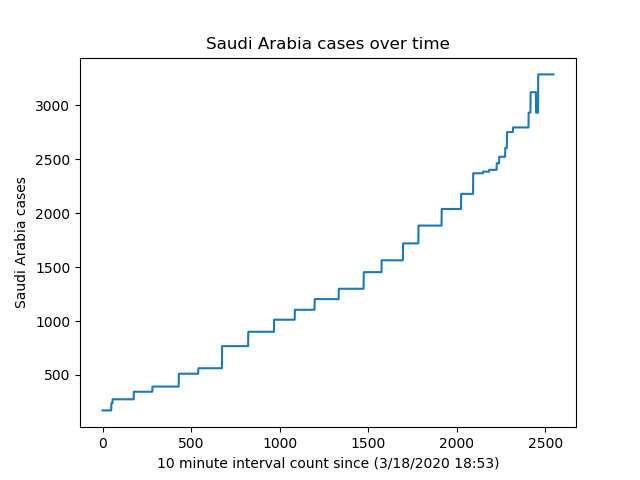 Saudi Arabia cases over time
Saudi Arabia cases
3000
2500
2000
1500
1000
500
0 500 1000 1500 2000 2500
10 minute interval count since (3/18/2020 18:53)